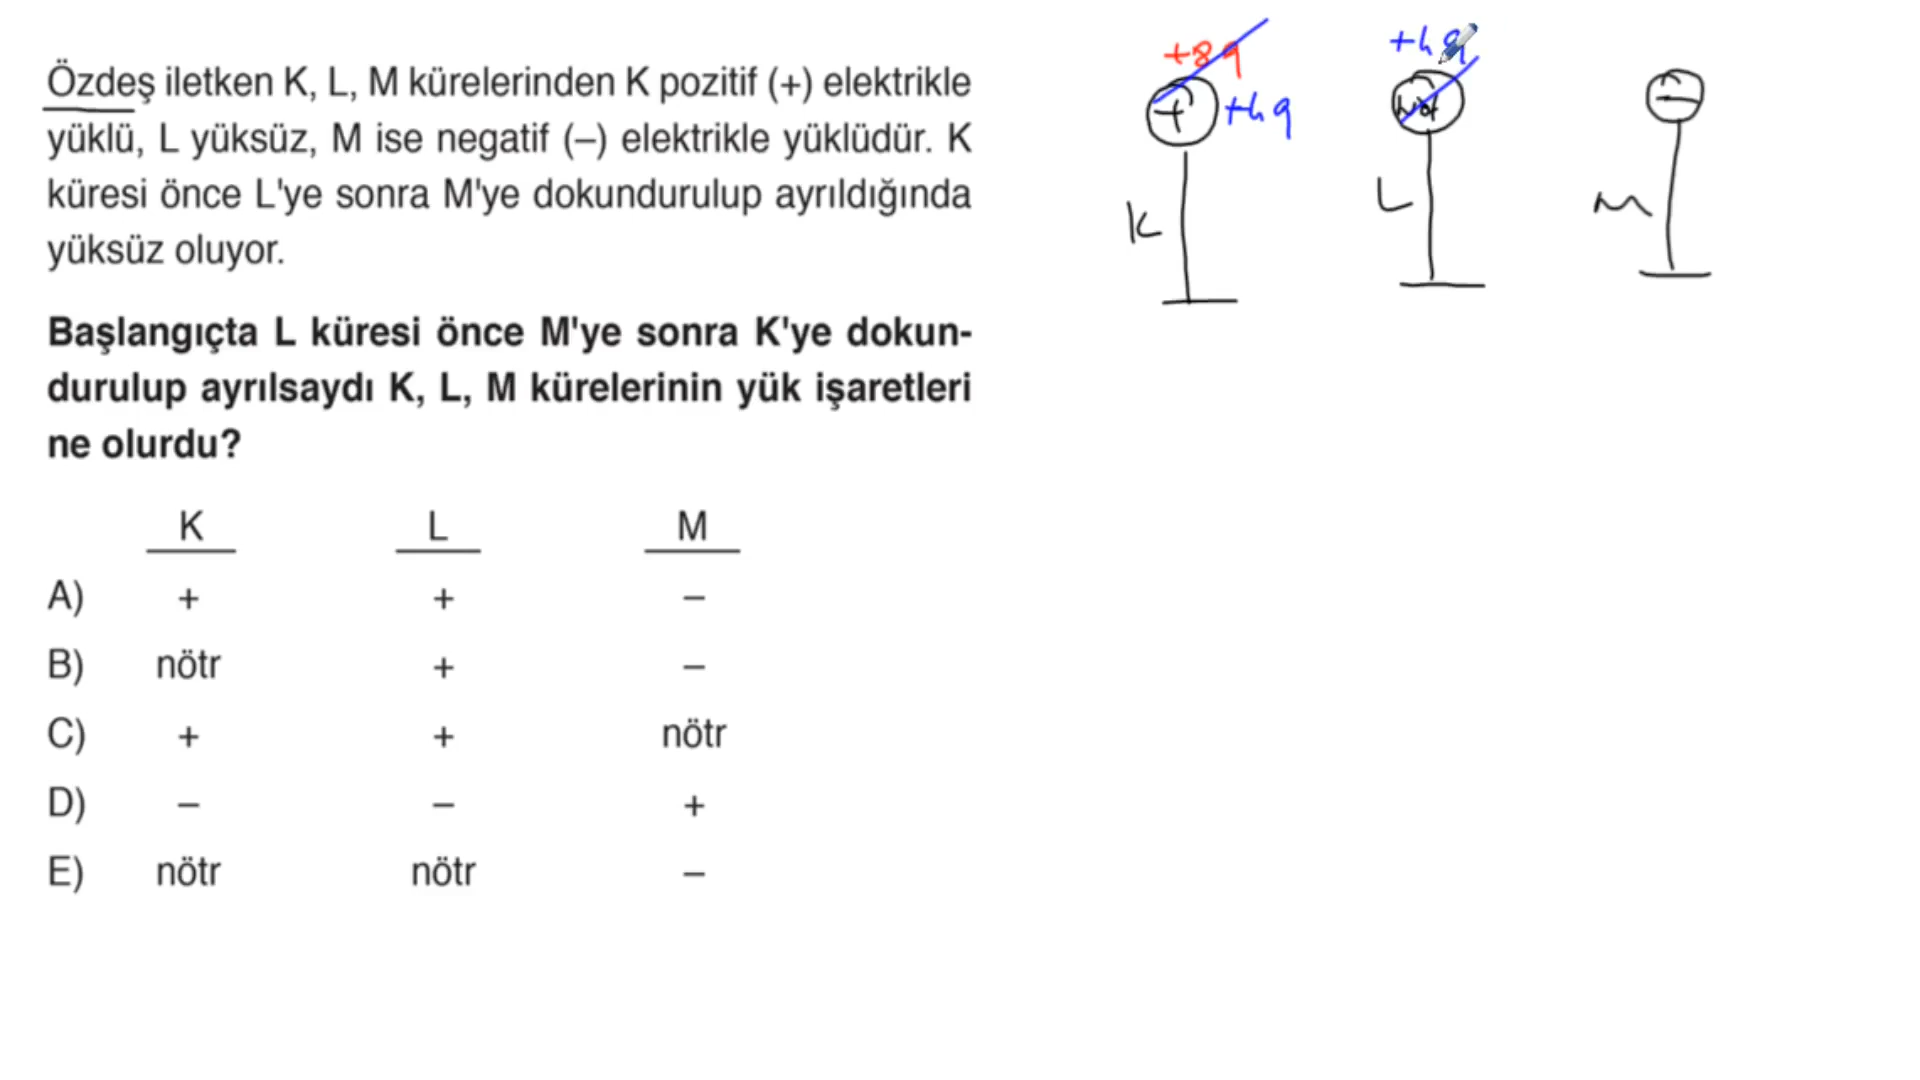 Özdeş iletken K, L, M kürelerinden K pozitif (+) elektrikle
yüklü, L yüksüz, M ise negatif (–) elektrikle yüklüdür. K
küresi önce L'ye sonra M'ye dokundurulup ayrıldığında
yüksüz oluyor.
Başlangıçta L küresi önce M'ye sonra K'ye dokun-
durulup ayrılsaydı K, L, M kürelerinin yük işaretleri
ne olurdu?
K L M
A) + + –
B) nötr + –
C) + + nötr
D) – – +
E) nötr nötr –
+8q
+
+4q
K
+4q
L
–
M